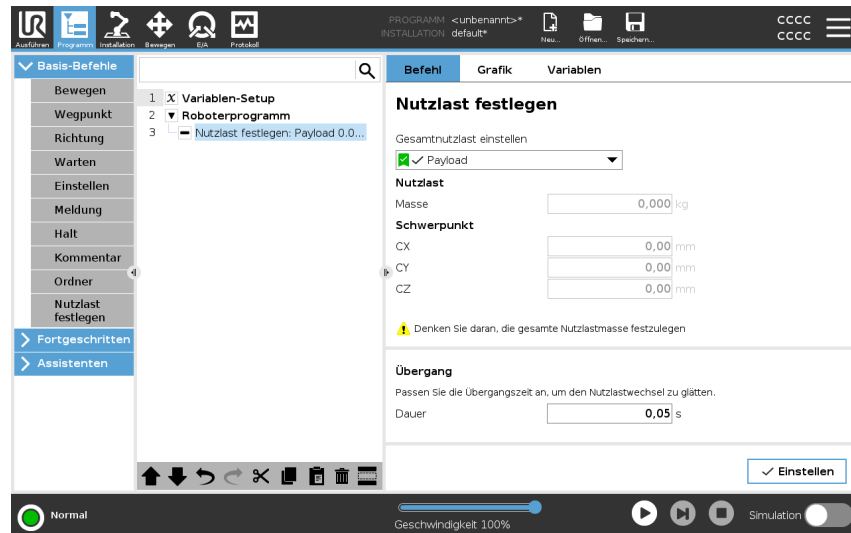 UR
Ausführen
Programm
Installation
Bewegen
E/A
Protokoll
PROGRAMM <unbenannt>*
INSTALLATION default*
Neu...
Öffnen...
Speichern...
CCCC
CCCC
Basis-Befehle
Bewegen
Wegpunkt
Richtung
Warten
Einstellen
Meldung
Halt
Kommentar
Ordner
Nutzlast
festlegen
Fortgeschritten
Assistenten
1 X Variablen-Setup
2 Roboterprogramm
3 Nutzlast festlegen: Payload 0.0...
Befehl Grafik Variablen
Nutzlast festlegen
Gesamtnutzlast einstellen
Payload
Nutzlast
Masse 0,000 kg
Schwerpunkt
CX 0,00 mm
CY 0,00 mm
CZ 0,00 mm
Denken Sie daran, die gesamte Nutzlastmasse festzulegen
Übergang
Passen Sie die Übergangszeit an, um den Nutzlastwechsel zu glätten.
Dauer 0,05 s
Einstellen
Normal
Geschwindigkeit 100%
Simulation